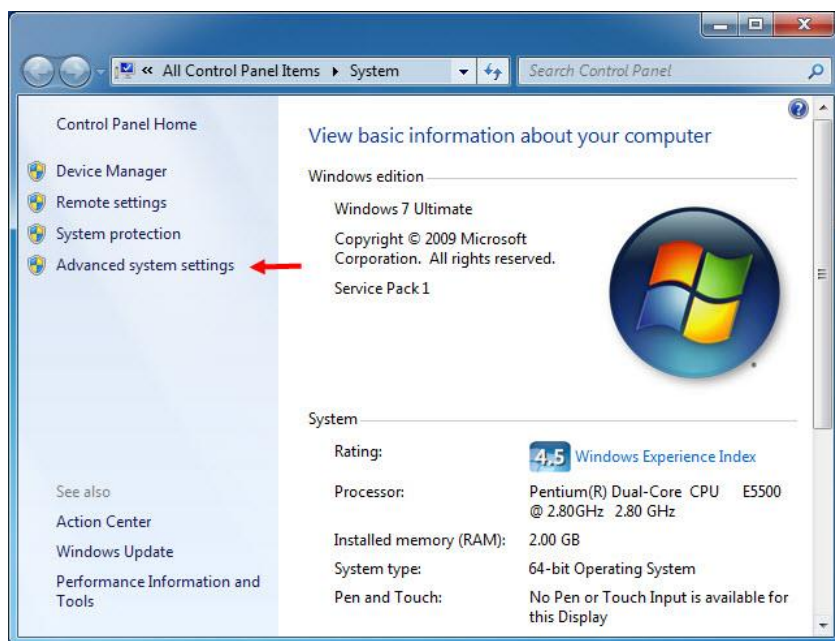 « All Control Panel Items ▸ System
Search Control Panel
Control Panel Home
Device Manager
Remote settings
System protection
Advanced system settings
See also
Action Center
Windows Update
Performance Information and
Tools
View basic information about your computer
Windows edition
Windows 7 Ultimate
Copyright © 2009 Microsoft
Corporation. All rights reserved.
Service Pack 1
System
Rating:
4,5 Windows Experience Index
Processor:
Pentium(R) Dual-Core CPU E5500
@ 2.80GHz 2.80 GHz
Installed memory (RAM):
2.00 GB
System type:
64-bit Operating System
Pen and Touch:
No Pen or Touch Input is available for
this Display